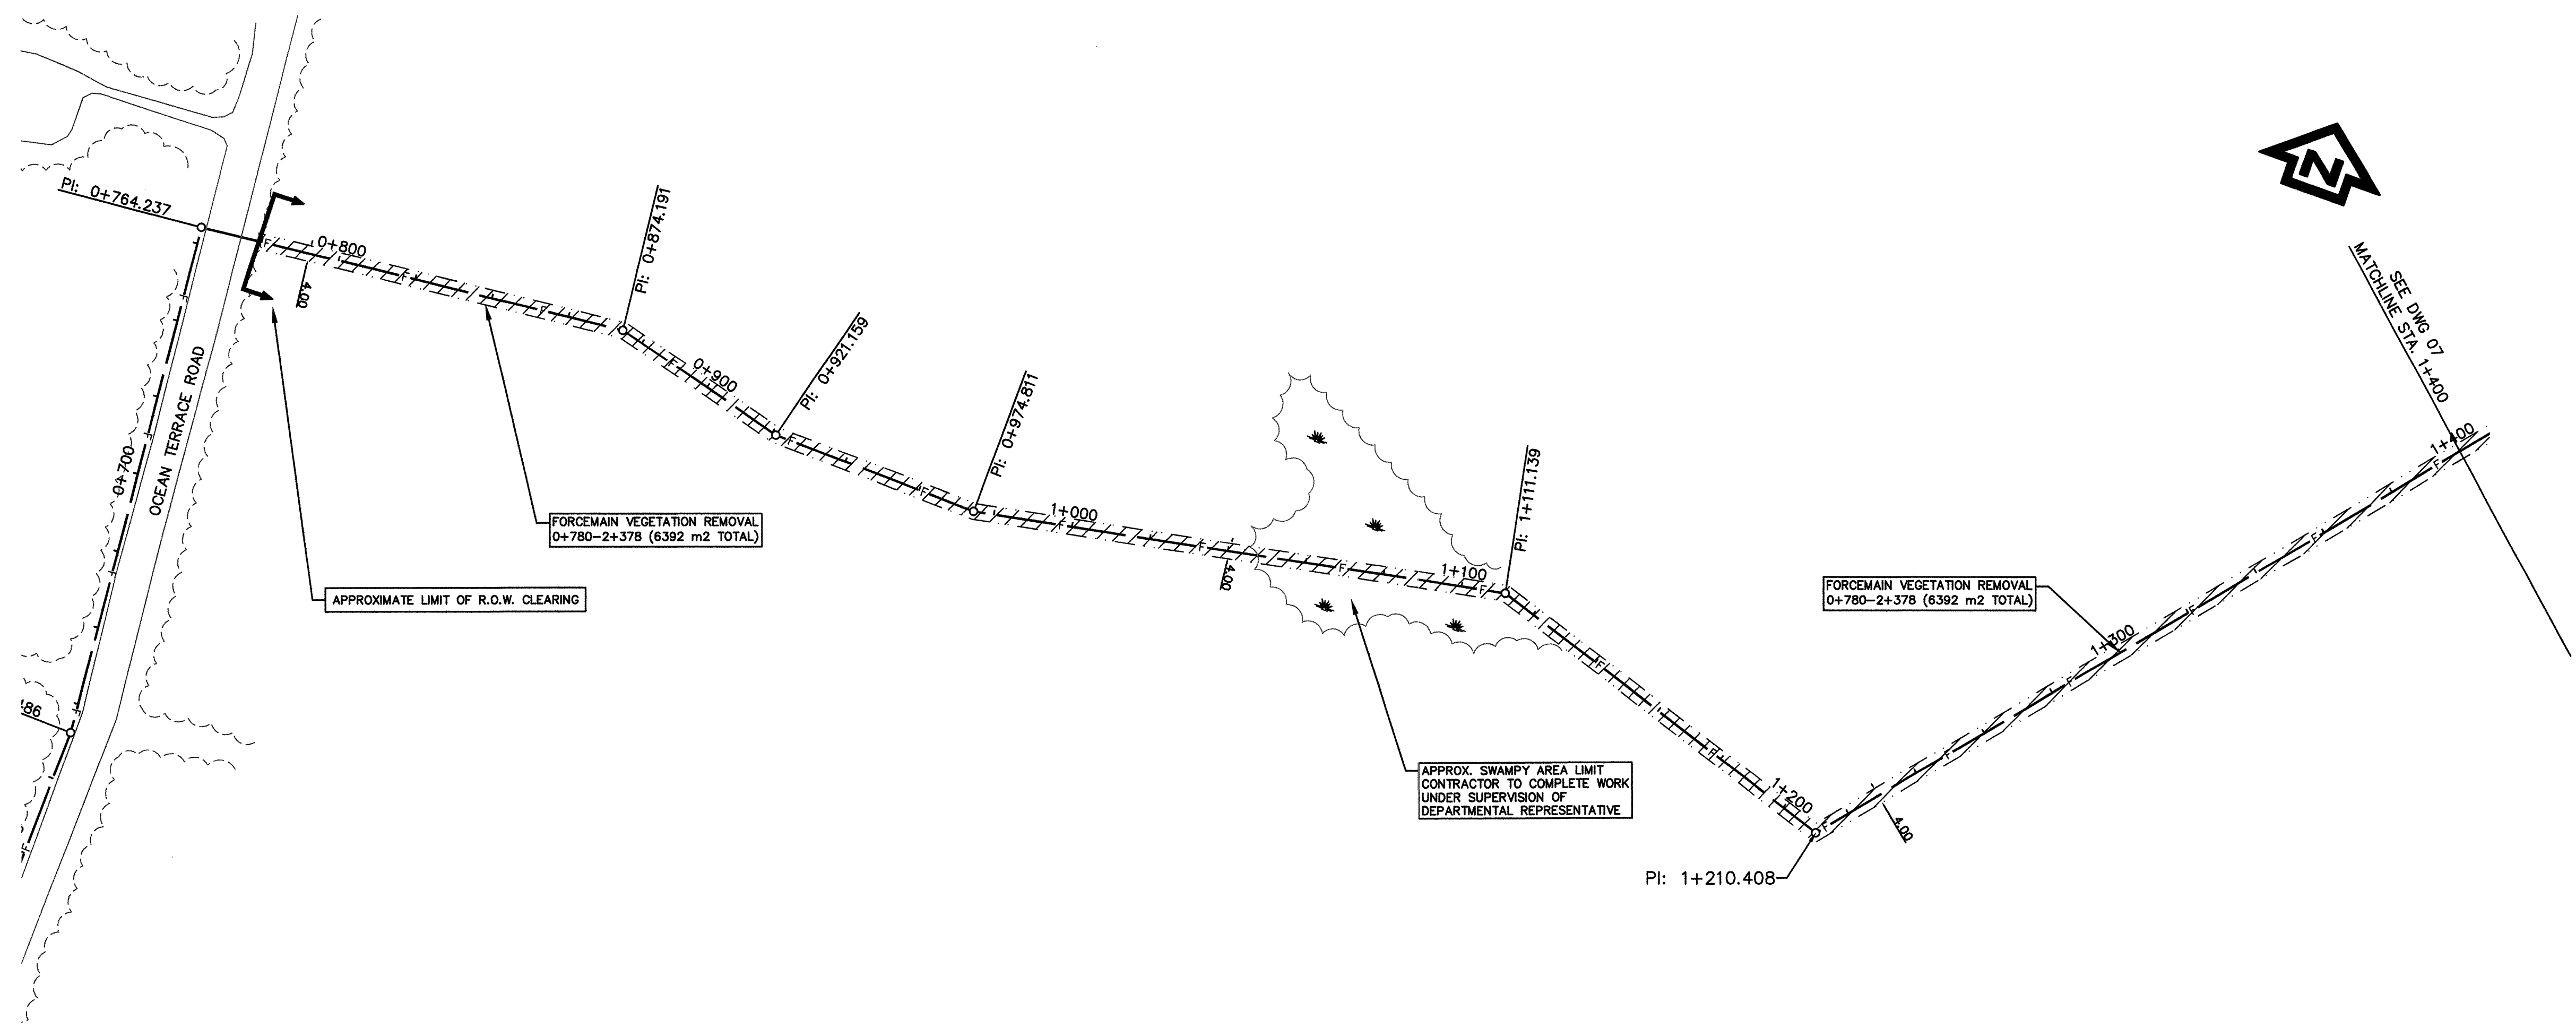 PI: 0+764.237
0+800
4.00
PI: 0+874.191
N
SEE DWG 07
MATCHLINE STA. 1+400
0+900
PI: 0+921.159
PI: 0+974.811
OCEAN TERRACE ROAD
0+700
FORCEMAIN VEGETATION REMOVAL
0+780-2+378 (6392 m2 TOTAL)
APPROXIMATE LIMIT OF R.O.W. CLEARING
1+000
4.00
1+100
PI: 1+111.139
1+400
FORCEMAIN VEGETATION REMOVAL
0+780-2+378 (6392 m2 TOTAL)
1+300
APPROX. SWAMPY AREA LIMIT
CONTRACTOR TO COMPLETE WORK
UNDER SUPERVISION OF
DEPARTMENTAL REPRESENTATIVE
1+200
4.00
PI: 1+210.408
F